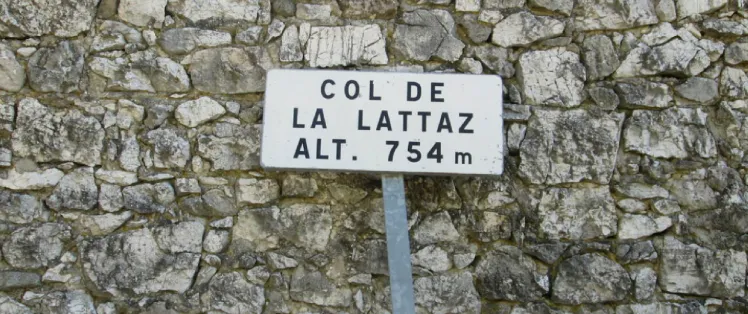 COL DE
LA LATTAZ
ALT. 754 m